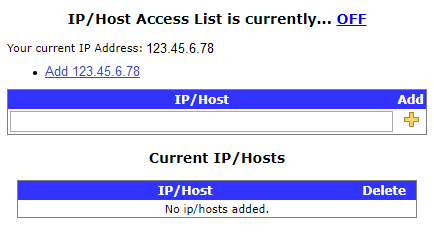 IP/Host Access List is currently... OFF
Your current IP Address: 123.45.6.78
Add 123.45.6.78
IP/Host Add
Current IP/Hosts
IP/Host Delete
No ip/hosts added.